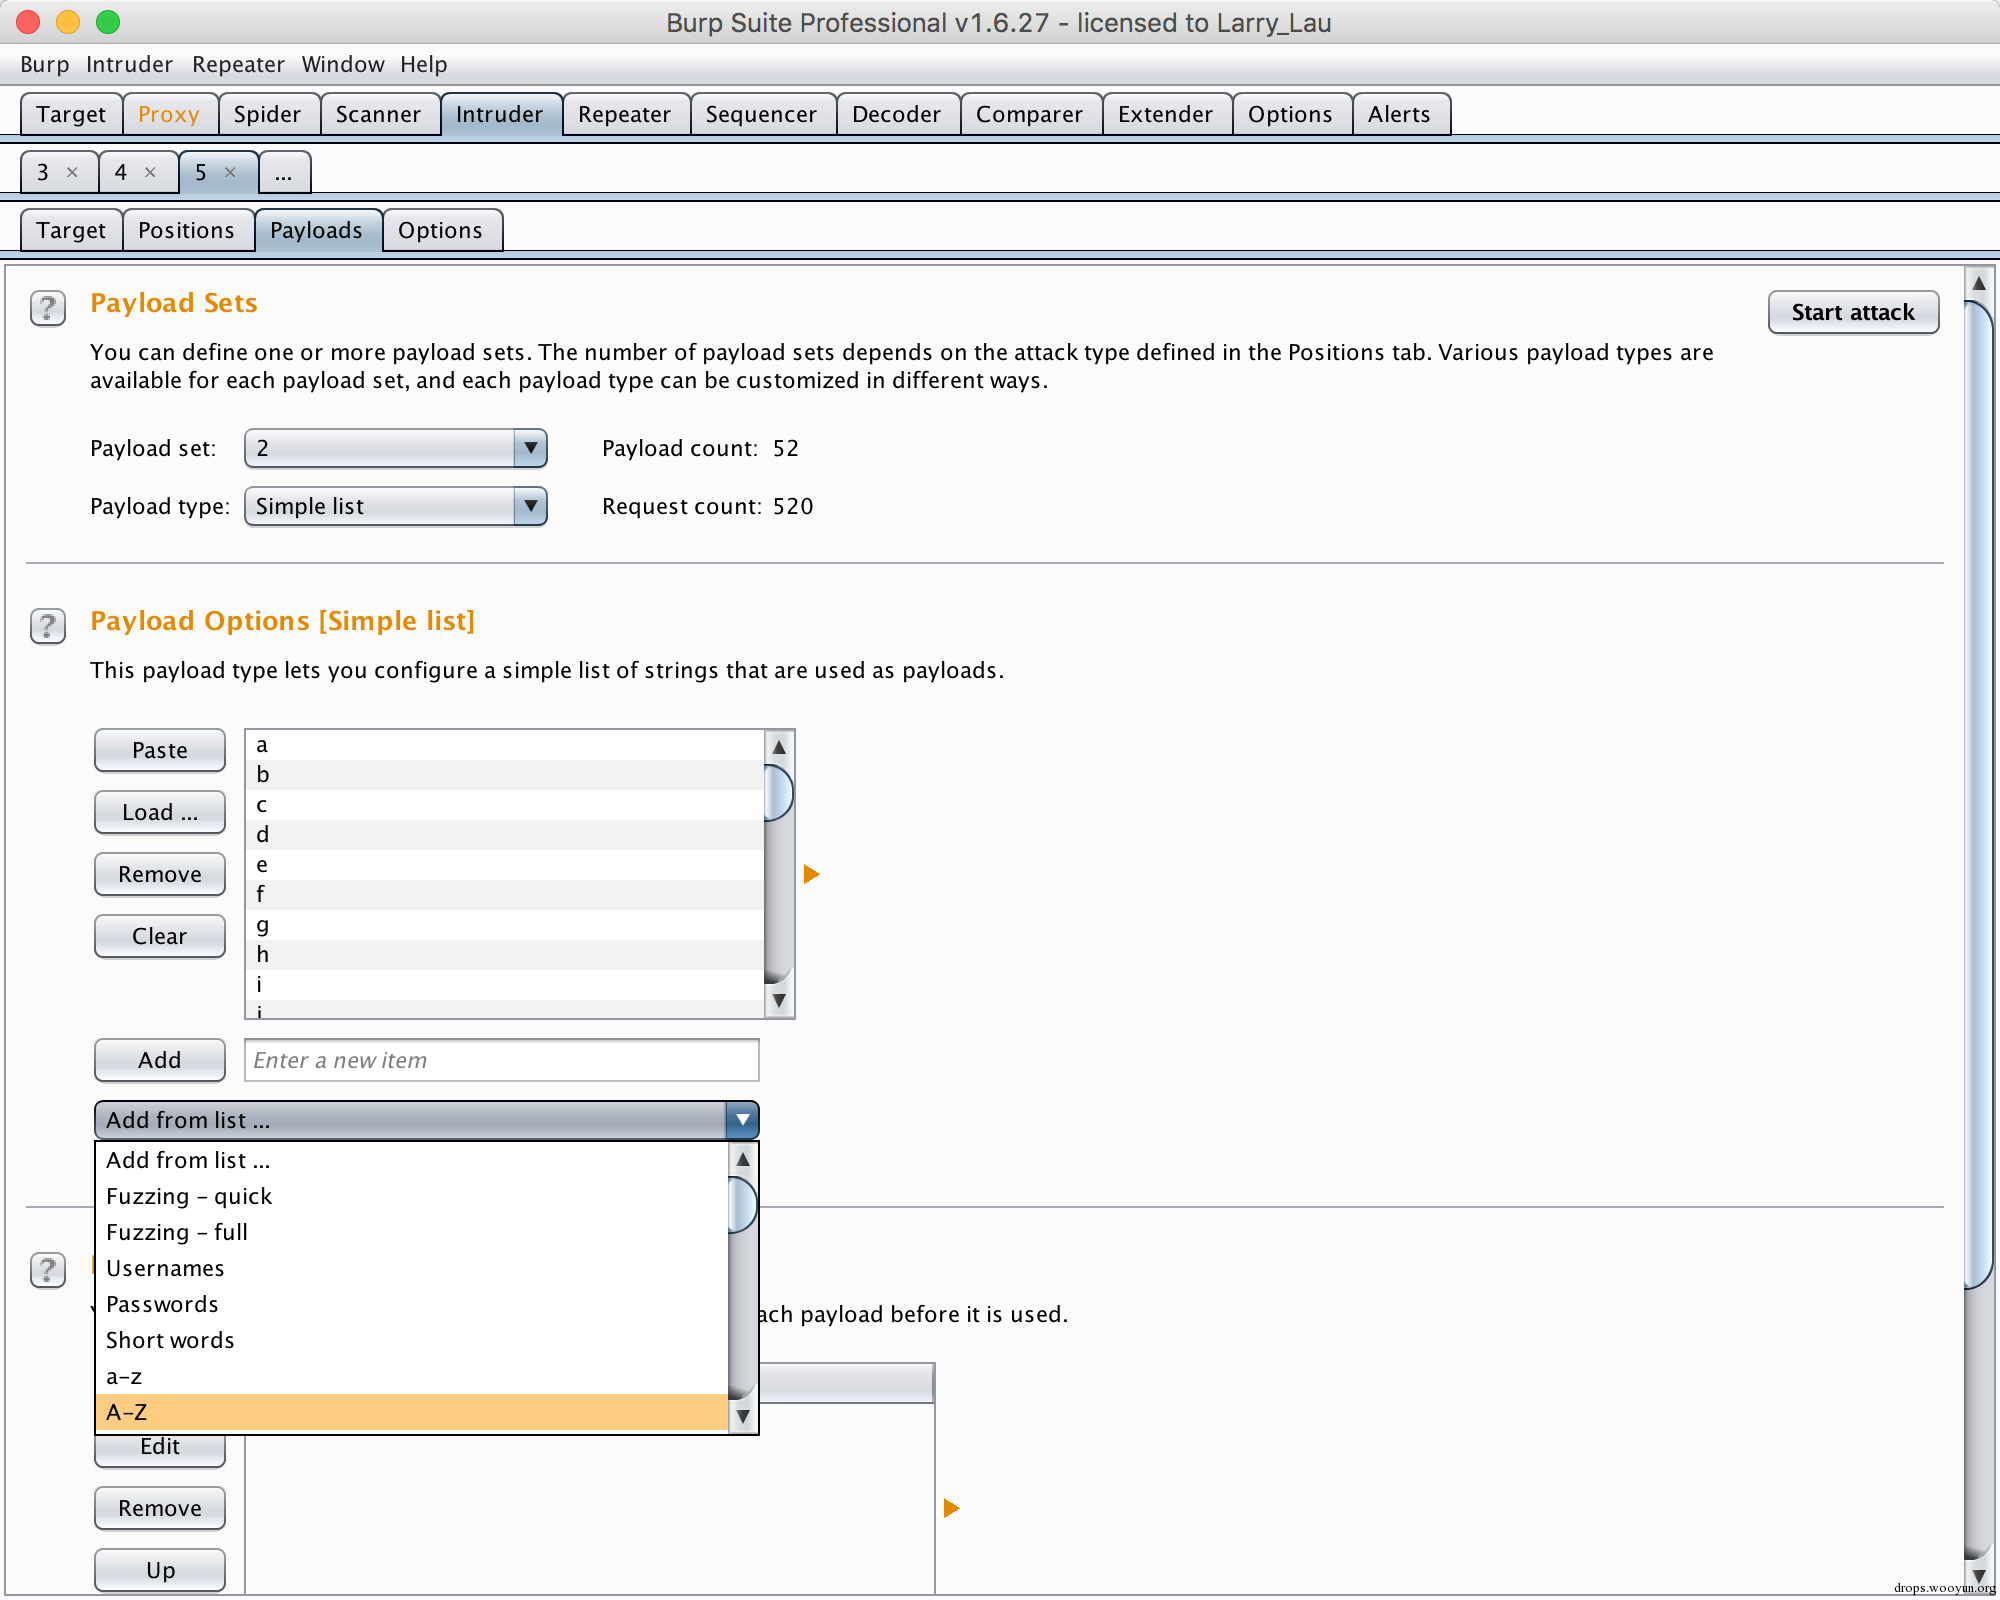 Burp Suite Professional v1.6.27 - licensed to Larry_Lau
Burp Intruder Repeater Window Help
Target Proxy Spider Scanner Intruder Repeater Sequencer Decoder Comparer Extender Options Alerts
3 × 4 × 5 × ...
Target Positions Payloads Options
? Payload Sets
Start attack
You can define one or more payload sets. The number of payload sets depends on the attack type defined in the Positions tab. Various payload types are
available for each payload set, and each payload type can be customized in different ways.
Payload set: 2 Payload count: 52
Payload type: Simple list Request count: 520
? Payload Options [Simple list]
This payload type lets you configure a simple list of strings that are used as payloads.
Paste
Load ...
Remove
Clear
a
b
c
d
e
f
g
h
i
j
Add Enter a new item
Add from list ...
Add from list ...
Fuzzing - quick
Fuzzing - full
Usernames
Passwords
Short words
a-z
A-Z
?
ach payload before it is used.
Edit
Remove
Up
drops.wooyun.org